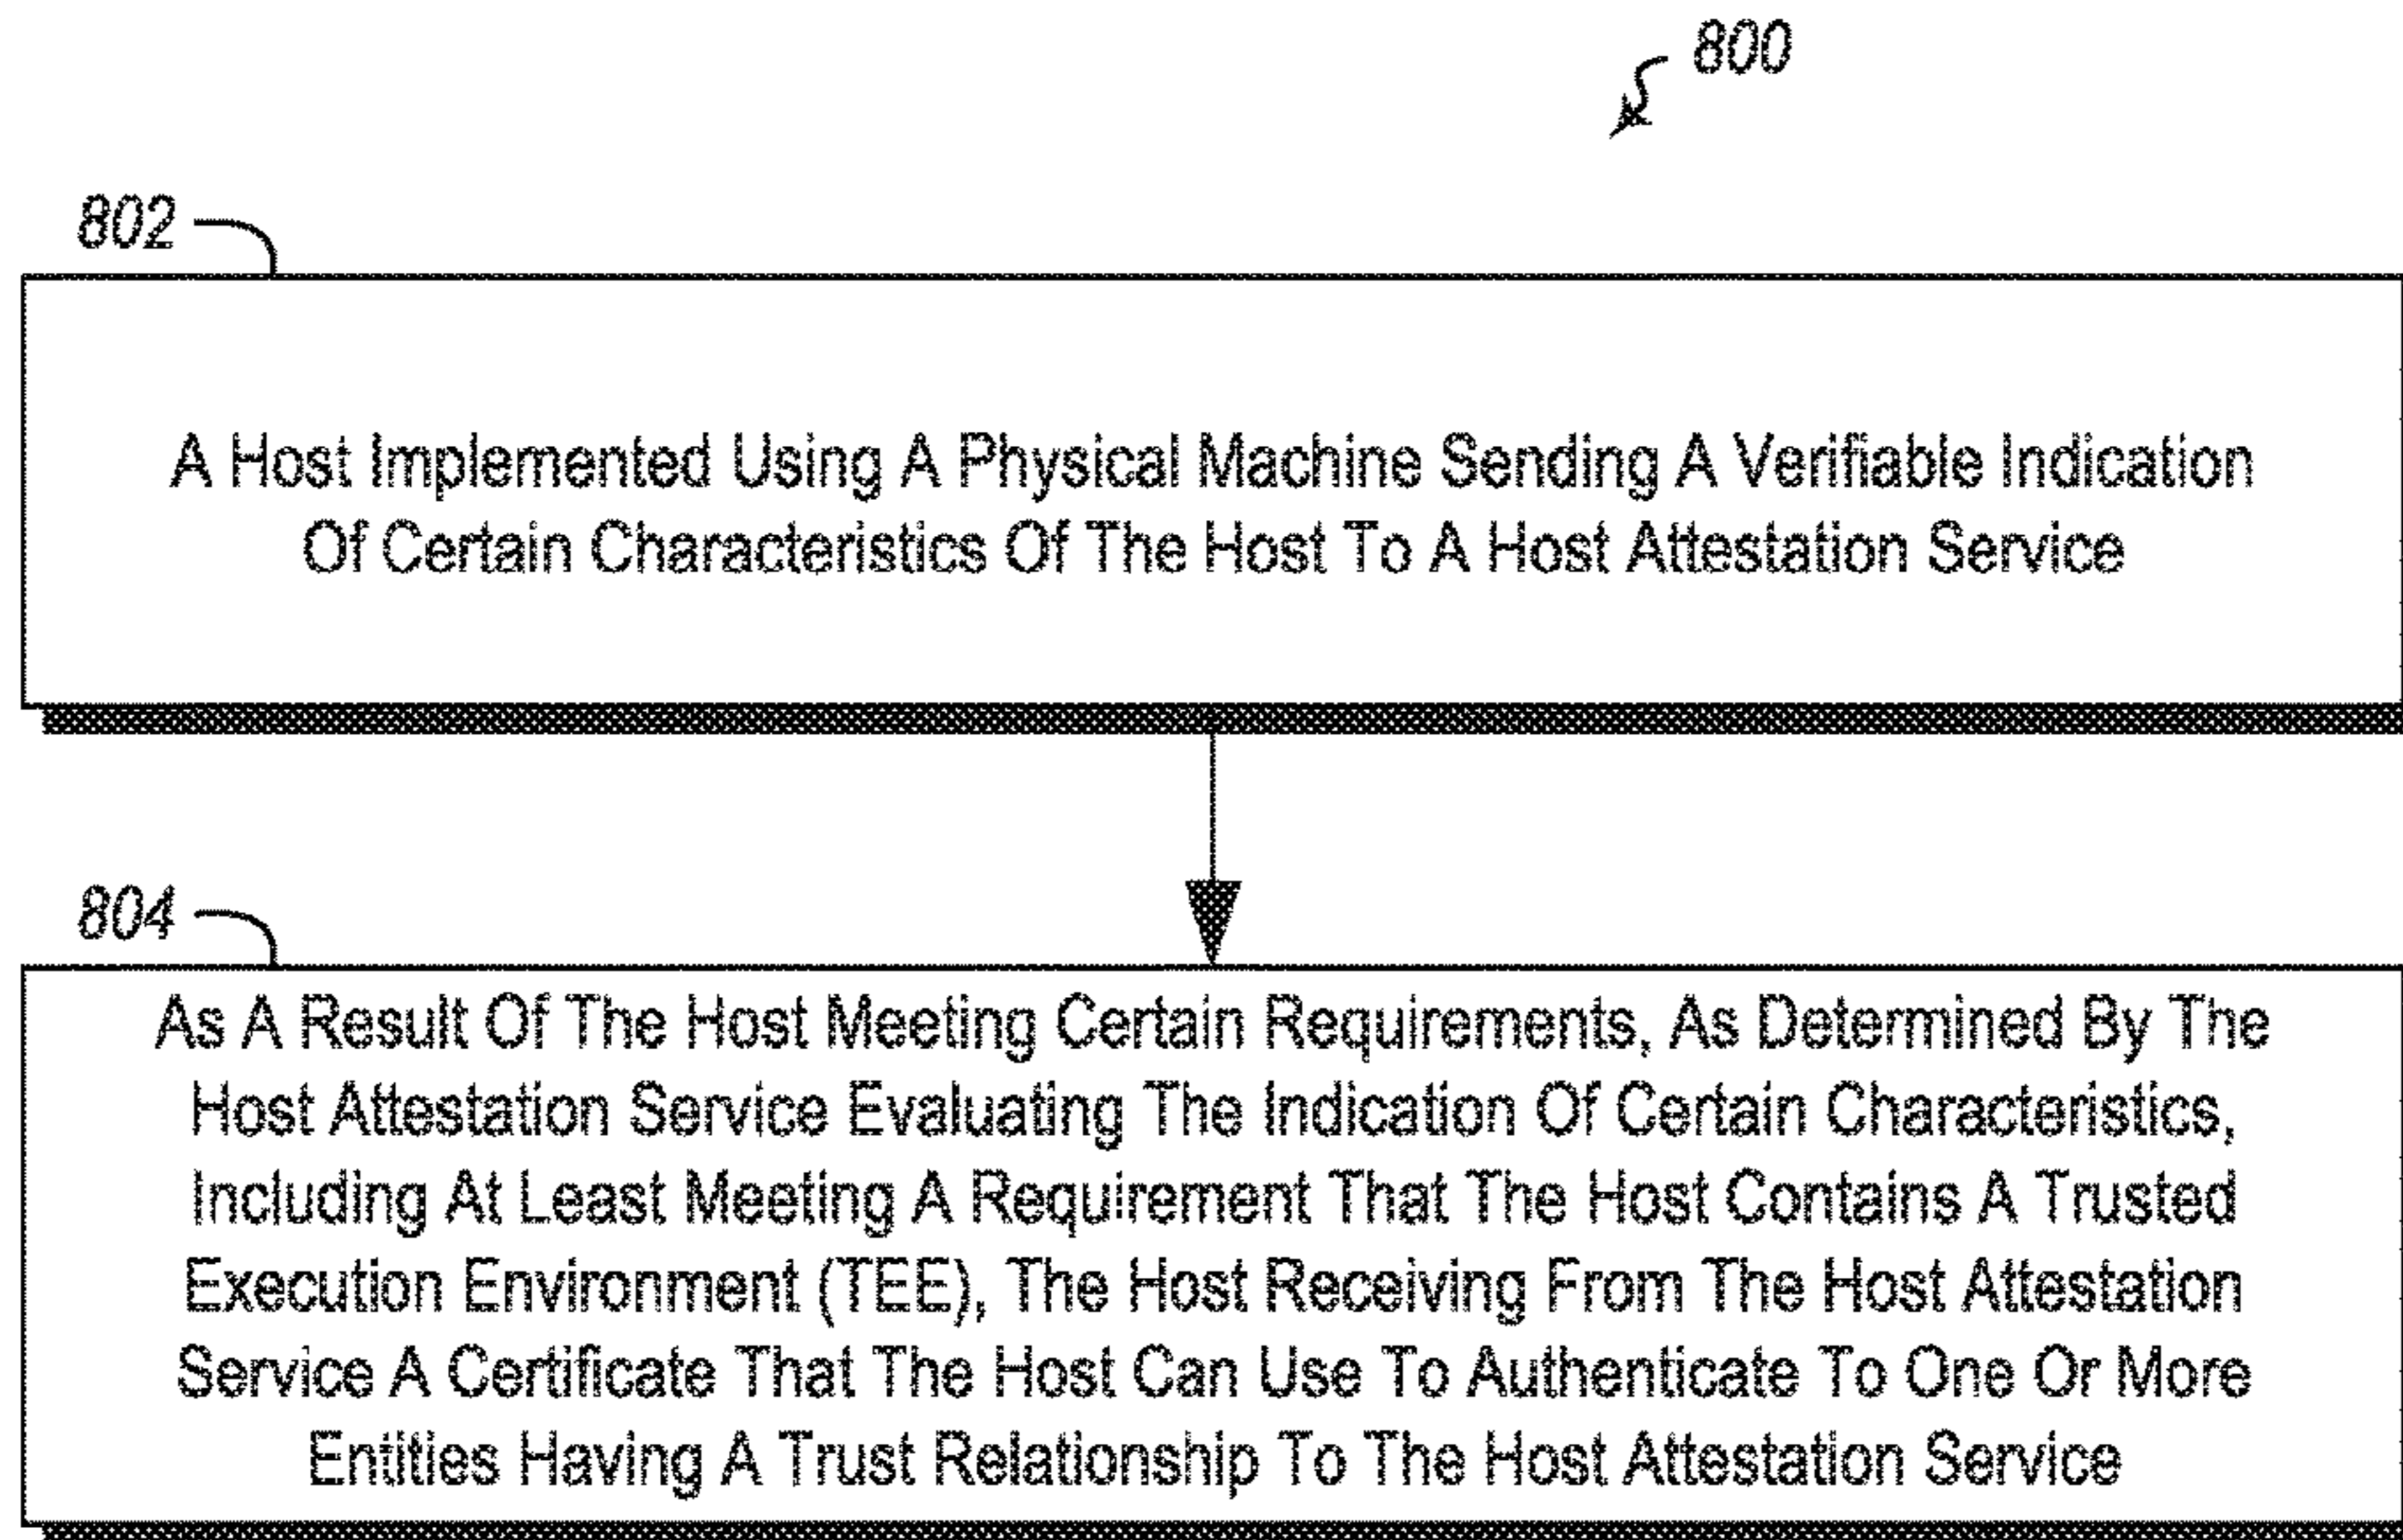 800
802
A Host Implemented Using A Physical Machine Sending A Verifiable Indication
Of Certain Characteristics Of The Host To A Host Attestation Service
804
As A Result Of The Host Meeting Certain Requirements, As Determined By The
Host Attestation Service Evaluating The Indication Of Certain Characteristics,
Including At Least Meeting A Requirement That The Host Contains A Trusted
Execution Environment (TEE), The Host Receiving From The Host Attestation
Service A Certificate That The Host Can Use To Authenticate To One Or More
Entities Having A Trust Relationship To The Host Attestation Service